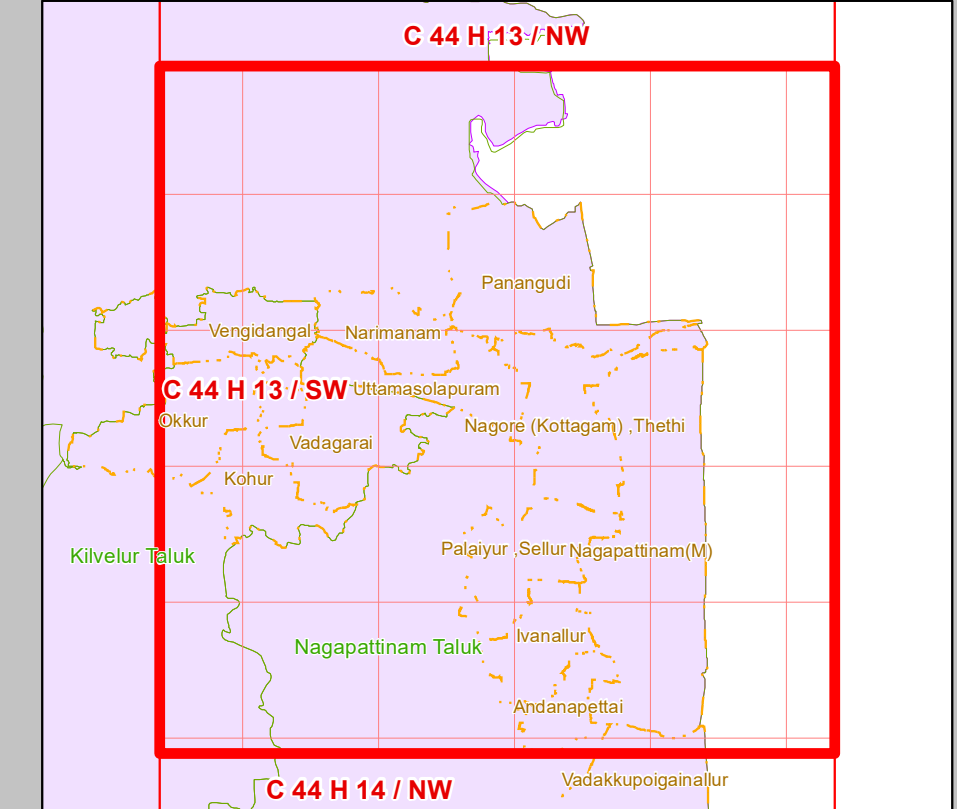 C 44 H 13 / NW
Panangudi
Vengidangal
Narimanam
C 44 H 13 / SW
Uttamasolapuram
Okkur
Nagore (Kottagam) ,Thethi
Vadagarai
Kohur
Palaiyur ,Sellur
Nagapattinam(M)
Kilvelur Taluk
Ivanallur
Nagapattinam Taluk
Andanapettai
Vadakkupoigainallur
C 44 H 14 / NW